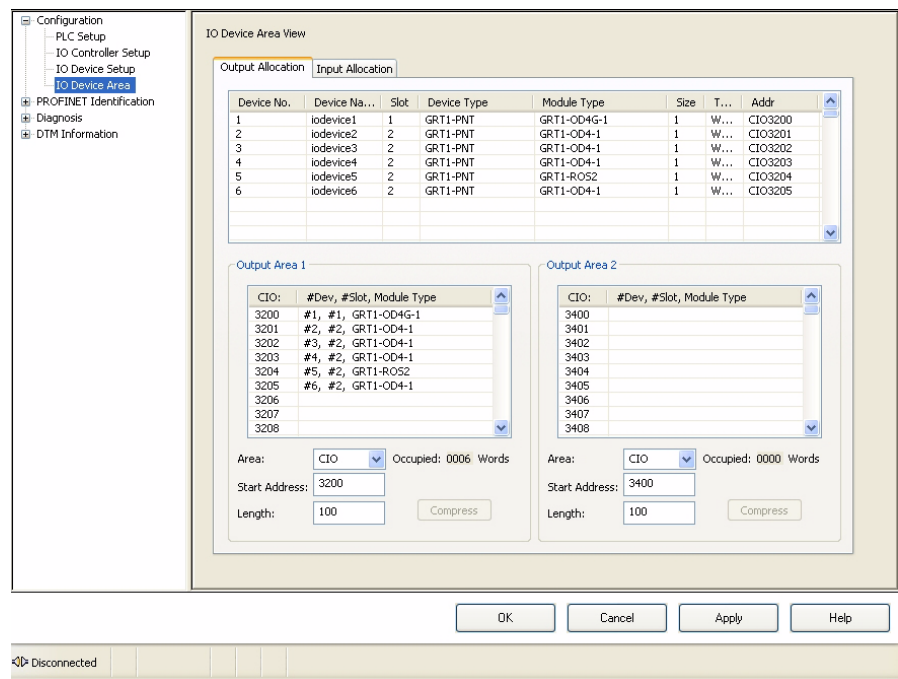 Configuration
PLC Setup
IO Controller Setup
IO Device Setup
IO Device Area
PROFINET Identification
Diagnosis
DTM Information
IO Device Area View
Output Allocation Input Allocation
Device No. Device Na... Slot Device Type Module Type Size T... Addr
1 iodevice1 1 GRT1-PNT GRT1-OD4G-1 1 W... CIO3200
2 iodevice2 2 GRT1-PNT GRT1-OD4-1 1 W... CIO3201
3 iodevice3 2 GRT1-PNT GRT1-OD4-1 1 W... CIO3202
4 iodevice4 2 GRT1-PNT GRT1-OD4-1 1 W... CIO3203
5 iodevice5 2 GRT1-PNT GRT1-ROS2 1 W... CIO3204
6 iodevice6 2 GRT1-PNT GRT1-OD4-1 1 W... CIO3205
Output Area 1
CIO: #Dev, #Slot, Module Type
3200 #1, #1, GRT1-OD4G-1
3201 #2, #2, GRT1-OD4-1
3202 #3, #2, GRT1-OD4-1
3203 #4, #2, GRT1-OD4-1
3204 #5, #2, GRT1-ROS2
3205 #6, #2, GRT1-OD4-1
3206
3207
3208
Area: CIO Occupied: 0006 Words
Start Address: 3200
Length: 100 Compress
Output Area 2
CIO: #Dev, #Slot, Module Type
3400
3401
3402
3403
3404
3405
3406
3407
3408
Area: CIO Occupied: 0000 Words
Start Address: 3400
Length: 100 Compress
OK Cancel Apply Help
Disconnected